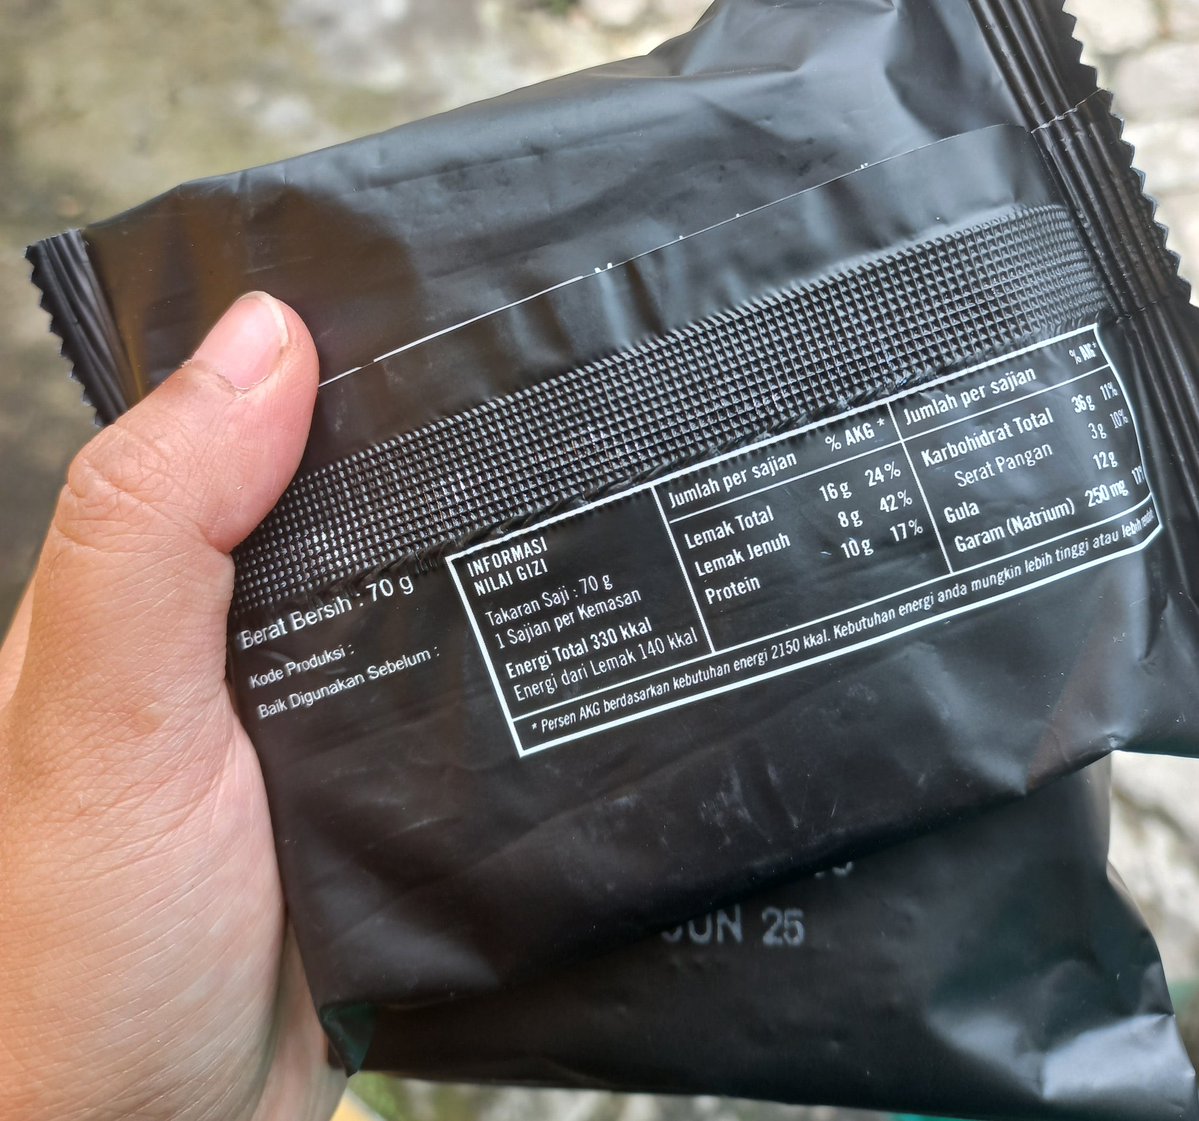 Berat Bersih : 70 g
Kode Produksi :
Baik Digunakan Sebelum :
INFORMASI
NILAI GIZI
Takaran Saji : 70 g
1 Sajian per Kemasan
Energi Total 330 kkal
Energi dari Lemak 140 kkal
Jumlah per sajian % AKG *
Lemak Total 16 g 24%
Lemak Jenuh 8 g 42%
Protein 10 g 17%
Jumlah per sajian % AKG*
Karbohidrat Total 36 g 11%
Serat Pangan 3 g 10%
Gula 12 g
Garam (Natrium) 250 mg
* Persen AKG berdasarkan kebutuhan energi 2150 kkal. Kebutuhan energi anda mungkin lebih tinggi atau lebih rendah
JUN 25